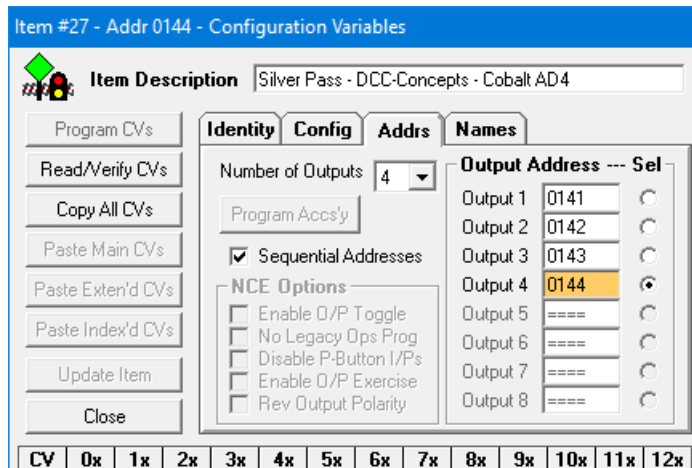 Item #27 - Addr 0144 - Configuration Variables
Item Description Silver Pass - DCC-Concepts - Cobalt AD4
Program CVs
Read/Verify CVs
Copy All CVs
Paste Main CVs
Paste Exten'd CVs
Paste Index'd CVs
Update Item
Close
Identity Config Addrs Names
Number of Outputs 4
Program Accs'y
Sequential Addresses
NCE Options
Enable O/P Toggle
No Legacy Ops Prog
Disable P-Button I/Ps
Enable O/P Exercise
Rev Output Polarity
Output Address --- Sel
Output 1 0141
Output 2 0142
Output 3 0143
Output 4 0144
Output 5 ====
Output 6 ====
Output 7 ====
Output 8 ====
CV 0x 1x 2x 3x 4x 5x 6x 7x 8x 9x 10x 11x 12x